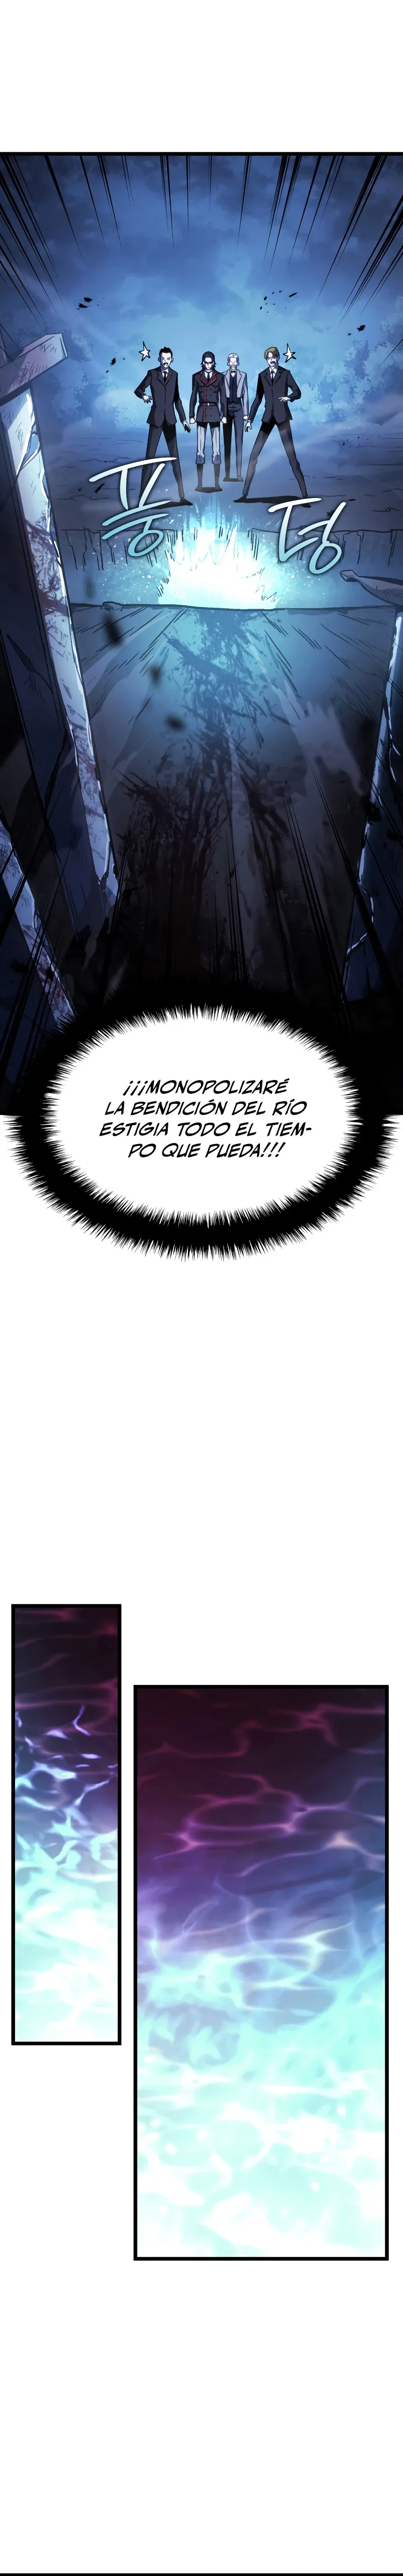 풍덩
¡¡¡MONOPOLIZARÉ
LA BENDICIÓN DEL RÍO
ESTIGIA TODO EL TIEM-
PO QUE PUEDA!!!